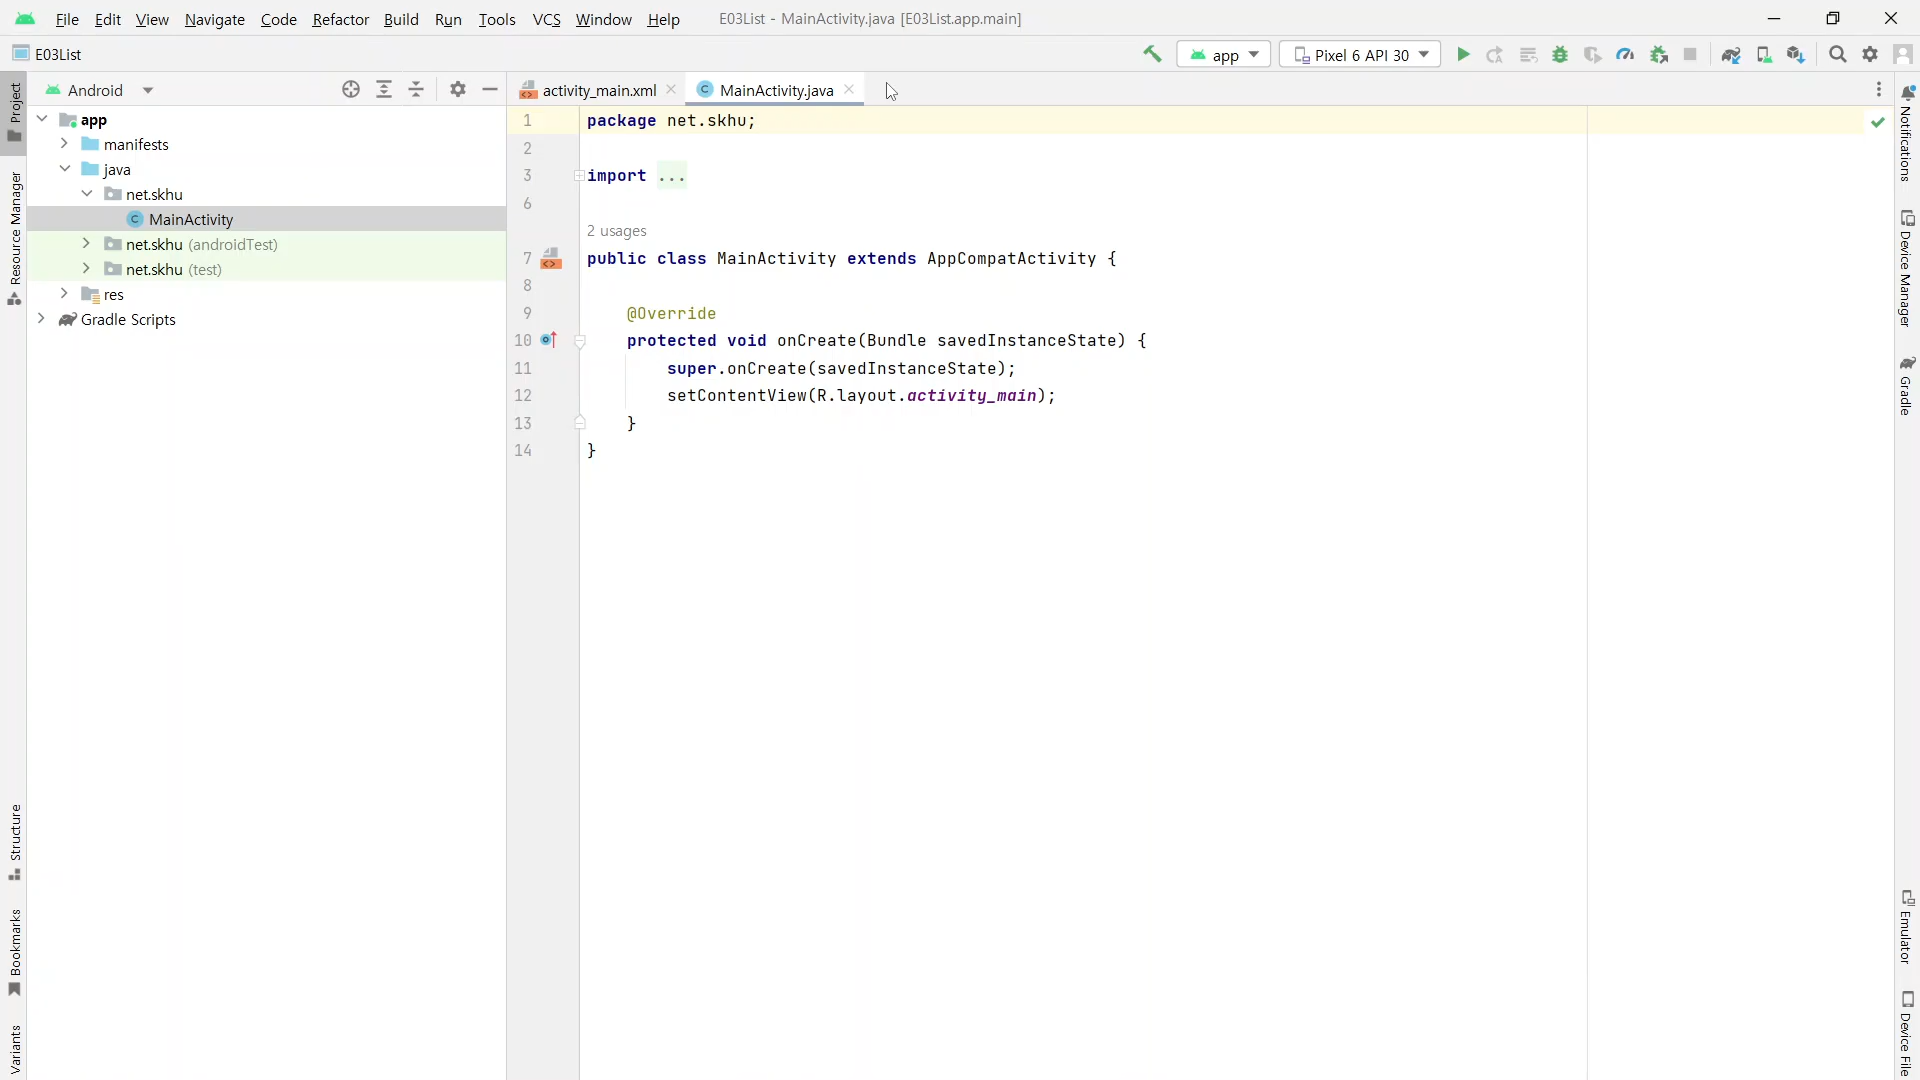 File Edit View Navigate Code Refactor Build Run Tools VCS Window Help E03List - MainActivity.java [E03List.app.main]
E03List app Pixel 6 API 30
Project
Resource Manager
Structure
Bookmarks
Variants
Android
app
manifests
java
net.skhu
MainActivity
net.skhu (androidTest)
net.skhu (test)
res
Gradle Scripts
activity_main.xml MainActivity.java
1 package net.skhu;
2
3 import ...
6
2 usages
7 public class MainActivity extends AppCompatActivity {
8
9 @Override
10 protected void onCreate(Bundle savedInstanceState) {
11 super.onCreate(savedInstanceState);
12 setContentView(R.layout.activity_main);
13 }
14 }
Notifications
Device Manager
Gradle
Emulator
Device File